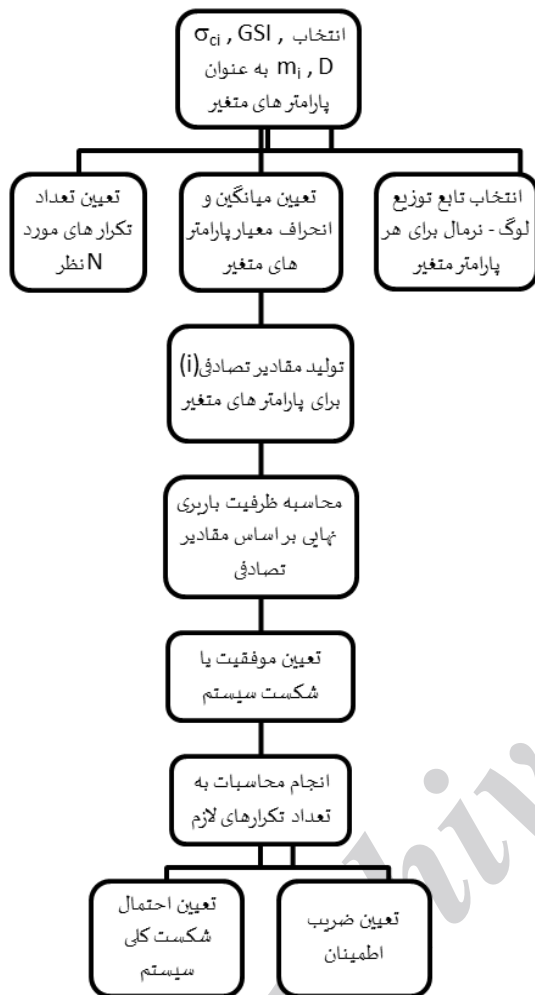 انتخاب , σci , GSI
mi , D به عنوان
پارامتر های متغیر
انتخاب تابع توزیع
لوگ - نرمال برای هر
پارامتر متغیر
تعیین میانگین و
انحراف معیار پارامتر
های متغیر
تعیین تعداد
تکرار های مورد
نظر N
تولید مقادیر تصادفی(i)
برای پارامتر های متغیر
محاسبه ظرفیت باربری
نهایی بر اساس مقادیر
تصادفی
تعیین موفقیت یا
شکست سیستم
انجام محاسبات به
تعداد تکرارهای لازم
تعیین ضریب
اطمینان
تعیین احتمال
شکست کلی
سیستم